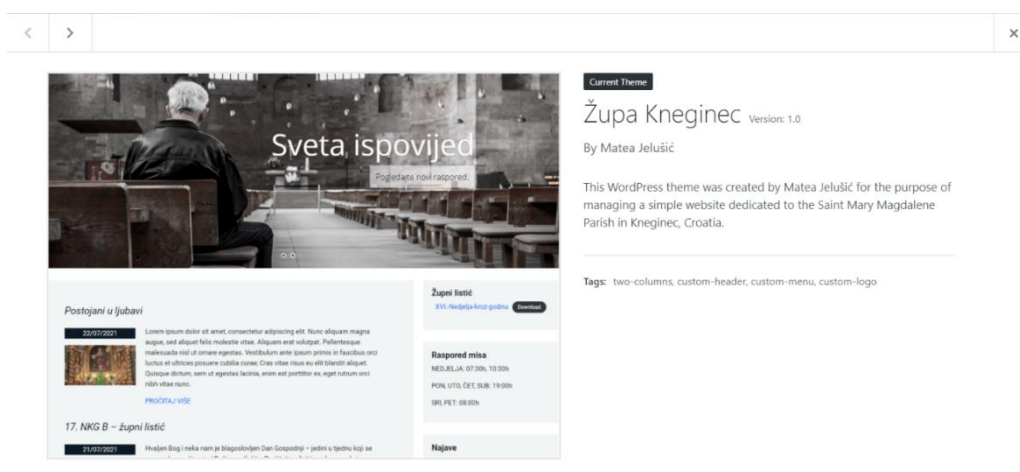 Sveta ispovijed
Pogledajte novi raspored.
Postojani u ljubavi
22/07/2021
Lorem ipsum dolor sit amet, consectetur adipiscing elit. Nunc aliquam magna
augue, sed aliquet felis molestie vitae. Aliquam erat volutpat. Pellentesque
malesuada nisl ut ornare egestas. Vestibulum ante ipsum primis in faucibus orci
luctus et ultrices posuere cubilia curae; Cras vitae risus eu elit blandit aliquet.
Quisque dictum, sem ut egestas lacinia, enim est porttitor ex, eget rutrum orci
nibh vitae nunc.
PROČITAJ VIŠE
17. NKG B – župni listić
21/07/2021
Hvaljen Bog i neka nam je blagoslovljen Dan Gospodnji – jedini u tjednu koji se
Župni listić
XVI.-Nedjelja-kroz-godinu
Download
Raspored misa
NEDJELJA: 07:30h, 10:30h
PON, UTO, ČET, SUB: 19:00h
SRI, PET: 08:00h
Najave
Current Theme
Župa Kneginec Version: 1.0
By Matea Jelušić
This WordPress theme was created by Matea Jelušić for the purpose of
managing a simple website dedicated to the Saint Mary Magdalene
Parish in Kneginec, Croatia.
Tags: two-columns, custom-header, custom-menu, custom-logo